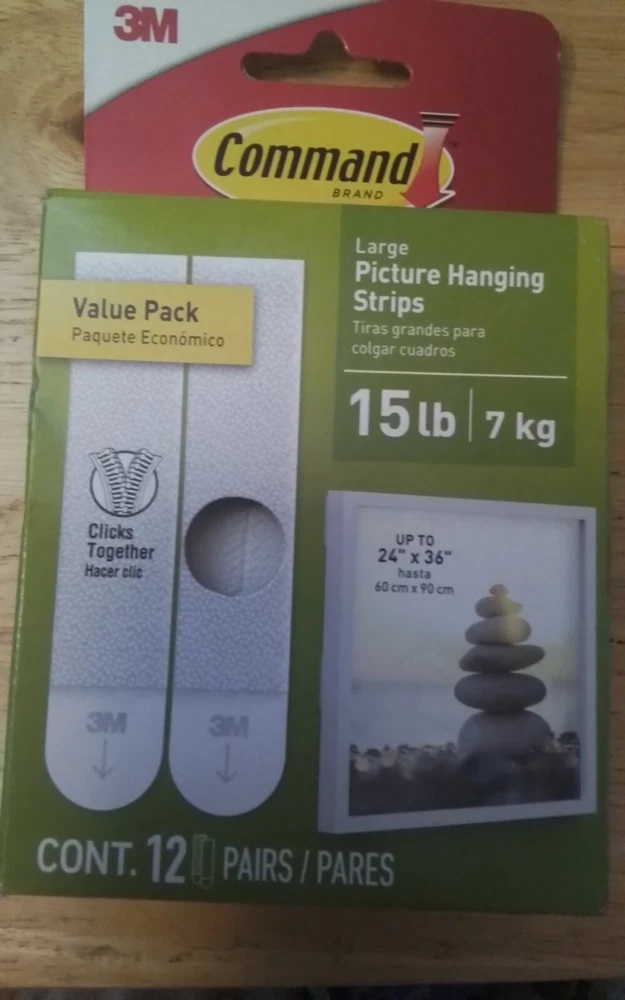 3M
Command
BRAND
Large
Picture Hanging
Strips
Tiras grandes para
colgar cuadros
15 lb | 7 kg
Value Pack
Paquete Económico
Clicks
Together
Hacer clic
UP TO
24" x 36"
hasta
60 cm x 90 cm
3M
3M
CONT. 12 PAIRS / PARES